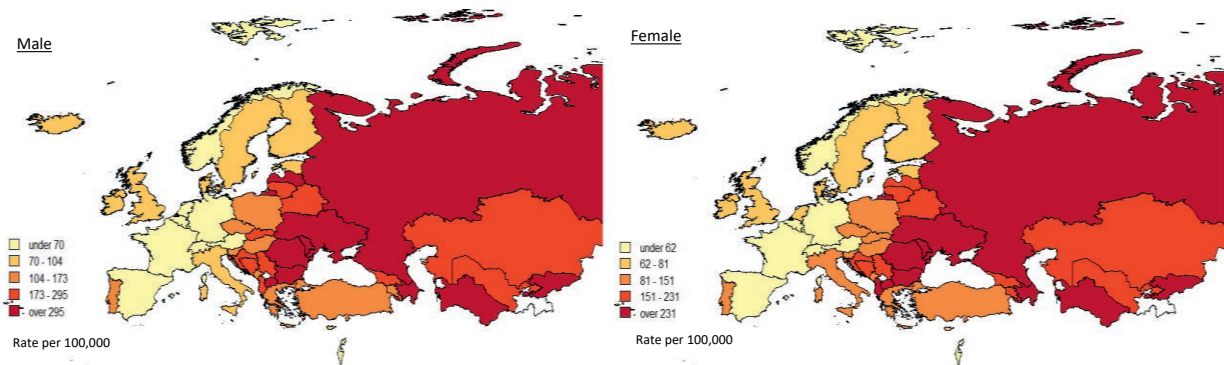 Male
under 70
70 - 104
104 - 173
173 - 295
over 295
Rate per 100,000
Female
under 62
62 - 81
81 - 151
151 - 231
over 231
Rate per 100,000